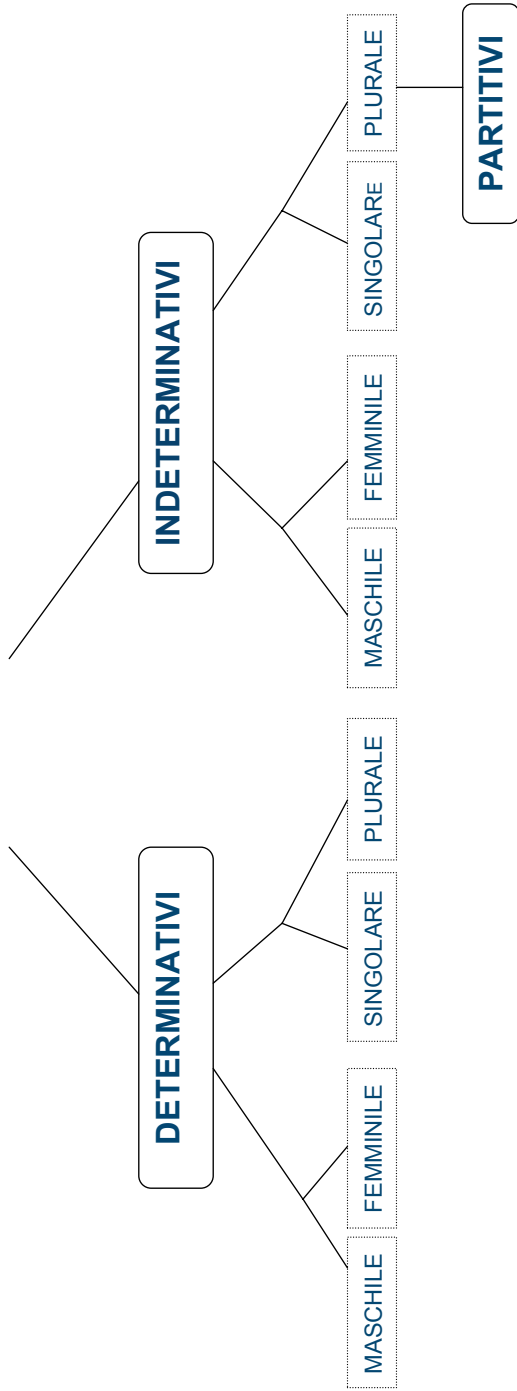 DETERMINATIVI
INDETERMINATIVI
MASCHILE
FEMMINILE
SINGOLARE
PLURALE
MASCHILE
FEMMINILE
SINGOLARE
PLURALE
PARTITIVI